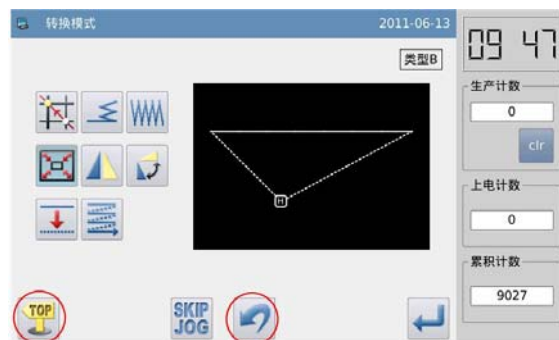 转换模式 2011-06-13
类型B
H
TOP
SKIP
JOG
09 47
生产计数
0
clr
上电计数
0
累积计数
9027